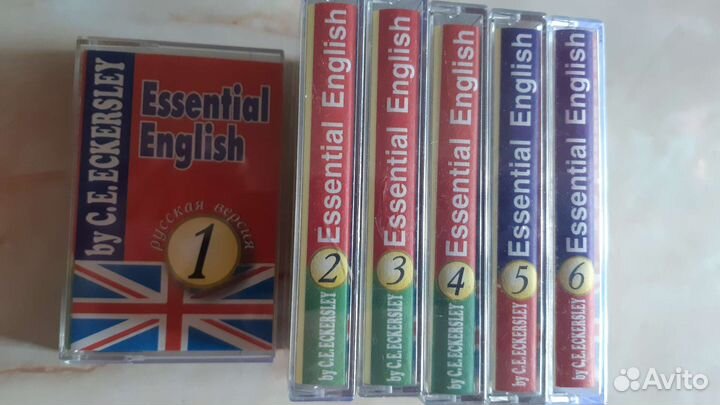 by C.E.ECKERSLEY
Essential
English
русская версия
1
by C.E.ECKERSLEY 2 Essential English
by C.E.ECKERSLEY 3 Essential English
by C.E.ECKERSLEY 4 Essential English
by C.E.ECKERSLEY 5 Essential English
by C.E.ECKERSLEY 6 Essential English
Avito